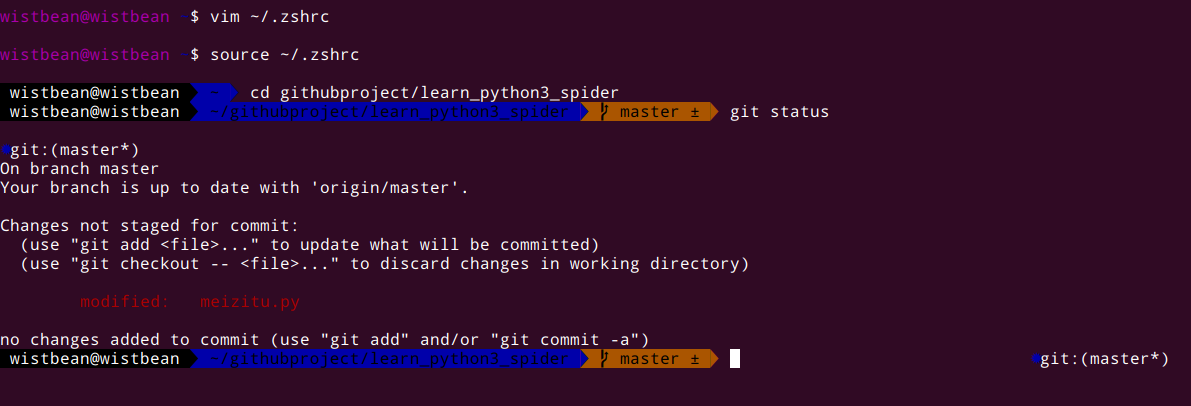 wistbean@wistbean ~$ vim ~/.zshrc
wistbean@wistbean ~$ source ~/.zshrc
wistbean@wistbean ~ cd githubproject/learn_python3_spider
wistbean@wistbean ~/githubproject/learn_python3_spider master ± git status
git:(master*)
On branch master
Your branch is up to date with 'origin/master'.
Changes not staged for commit:
(use "git add <file>..." to update what will be committed)
(use "git checkout -- <file>..." to discard changes in working directory)
modified: meizitu.py
no changes added to commit (use "git add" and/or "git commit -a")
wistbean@wistbean ~/githubproject/learn_python3_spider master ± git:(master*)